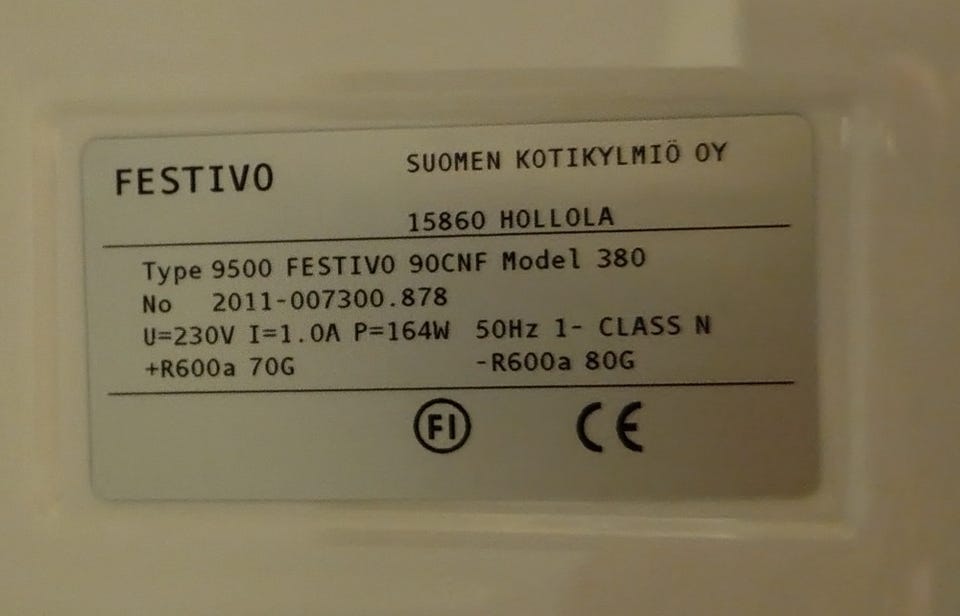 FESTIVO SUOMEN KOTIKYLMIÖ OY
15860 HOLLOLA
Type 9500 FESTIVO 90CNF Model 380
No 2011-007300.878
U=230V I=1.0A P=164W 50Hz 1- CLASS N
+R600a 70G -R600a 80G
FI CE